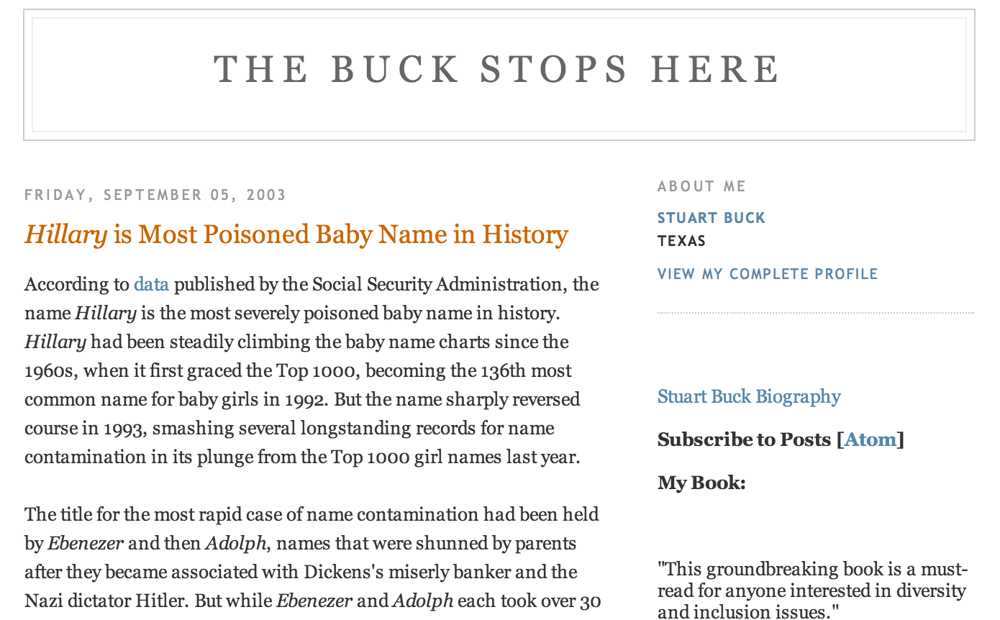 THE BUCK STOPS HERE
FRIDAY, SEPTEMBER 05, 2003
Hillary is Most Poisoned Baby Name in History
According to data published by the Social Security Administration, the
name Hillary is the most severely poisoned baby name in history.
Hillary had been steadily climbing the baby name charts since the
1960s, when it first graced the Top 1000, becoming the 136th most
common name for baby girls in 1992. But the name sharply reversed
course in 1993, smashing several longstanding records for name
contamination in its plunge from the Top 1000 girl names last year.
The title for the most rapid case of name contamination had been held
by Ebenezer and then Adolph, names that were shunned by parents
after they became associated with Dickens's miserly banker and the
Nazi dictator Hitler. But while Ebenezer and Adolph each took over 30
ABOUT ME
STUART BUCK
TEXAS
VIEW MY COMPLETE PROFILE
Stuart Buck Biography
Subscribe to Posts [Atom]
My Book:
"This groundbreaking book is a must-
read for anyone interested in diversity
and inclusion issues."